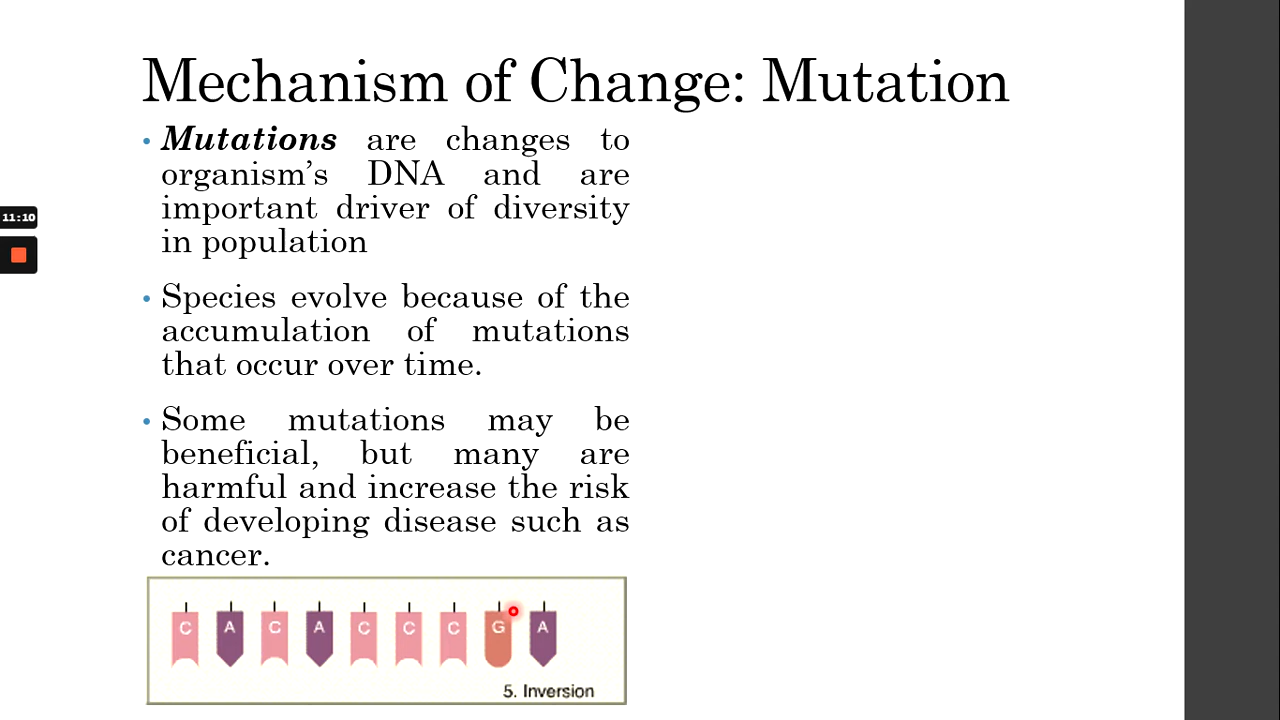 Mechanism of Change: Mutation
• Mutations are changes to
organism’s DNA and are
important driver of diversity
in population
11:10
• Species evolve because of the
accumulation of mutations
that occur over time.
• Some mutations may be
beneficial, but many are
harmful and increase the risk
of developing disease such as
cancer.
C A C A C C C G A
5. Inversion